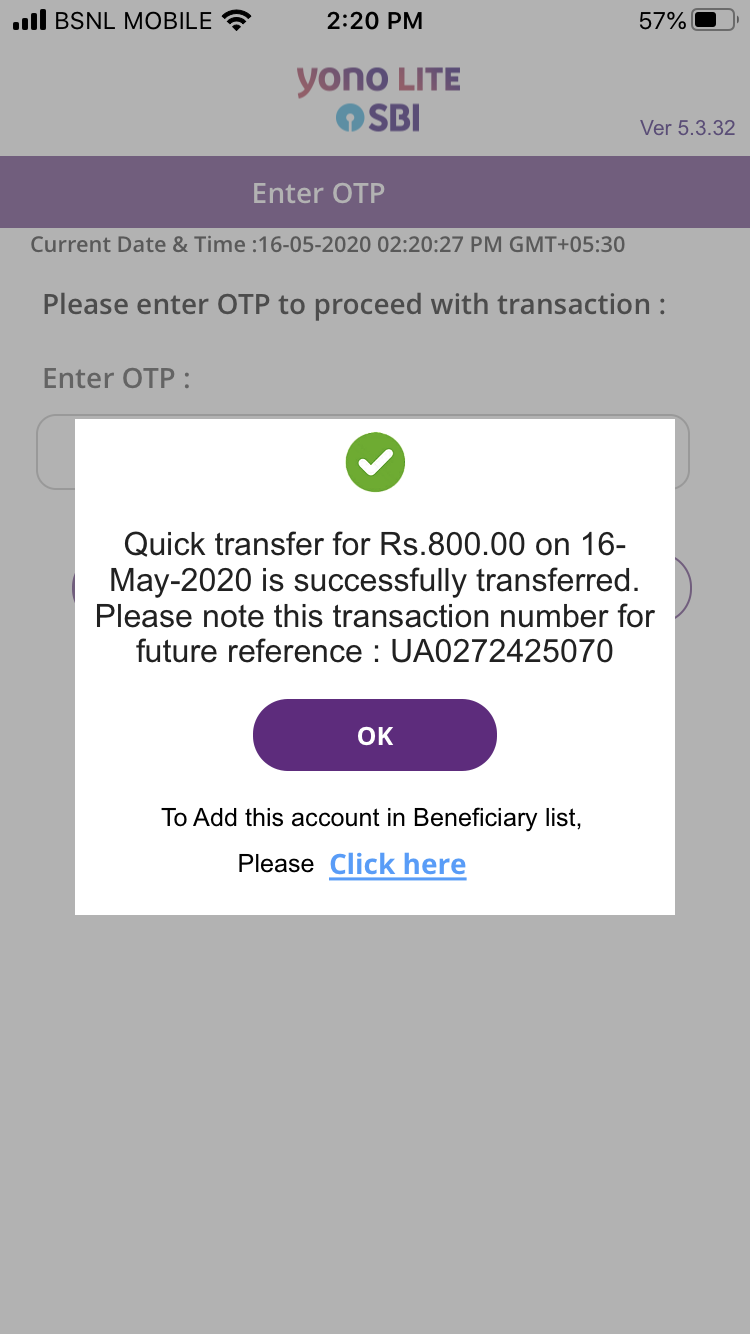 BSNL MOBILE 2:20 PM 57%
yono LITE
SBI
Ver 5.3.32
Enter OTP
Current Date & Time :16-05-2020 02:20:27 PM GMT+05:30
Please enter OTP to proceed with transaction :
Enter OTP :
Quick transfer for Rs.800.00 on 16-
May-2020 is successfully transferred.
Please note this transaction number for
future reference : UA0272425070
OK
To Add this account in Beneficiary list,
Please Click here